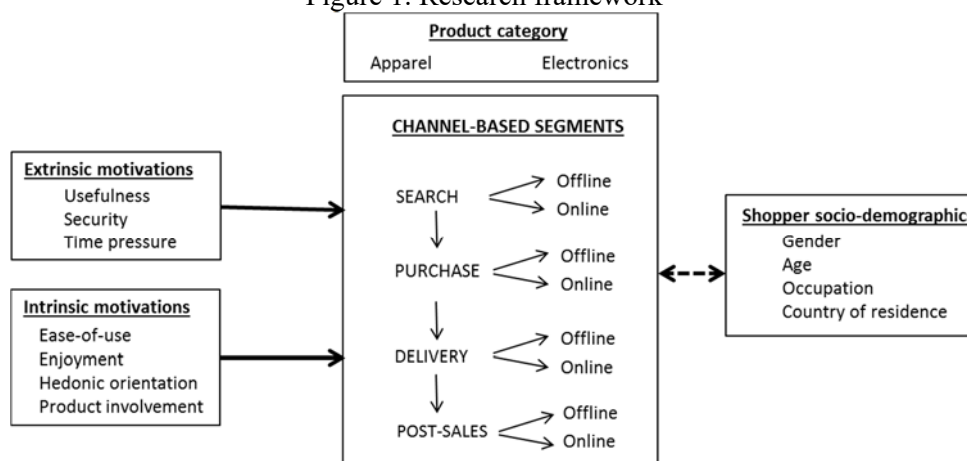 Figure 1: Research framework
Product category
Apparel Electronics
CHANNEL-BASED SEGMENTS
Extrinsic motivations
Usefulness
Security
Time pressure
Intrinsic motivations
Ease-of-use
Enjoyment
Hedonic orientation
Product involvement
SEARCH
Offline
Online
PURCHASE
Offline
Online
DELIVERY
Offline
Online
POST-SALES
Offline
Online
Shopper socio-demographics
Gender
Age
Occupation
Country of residence